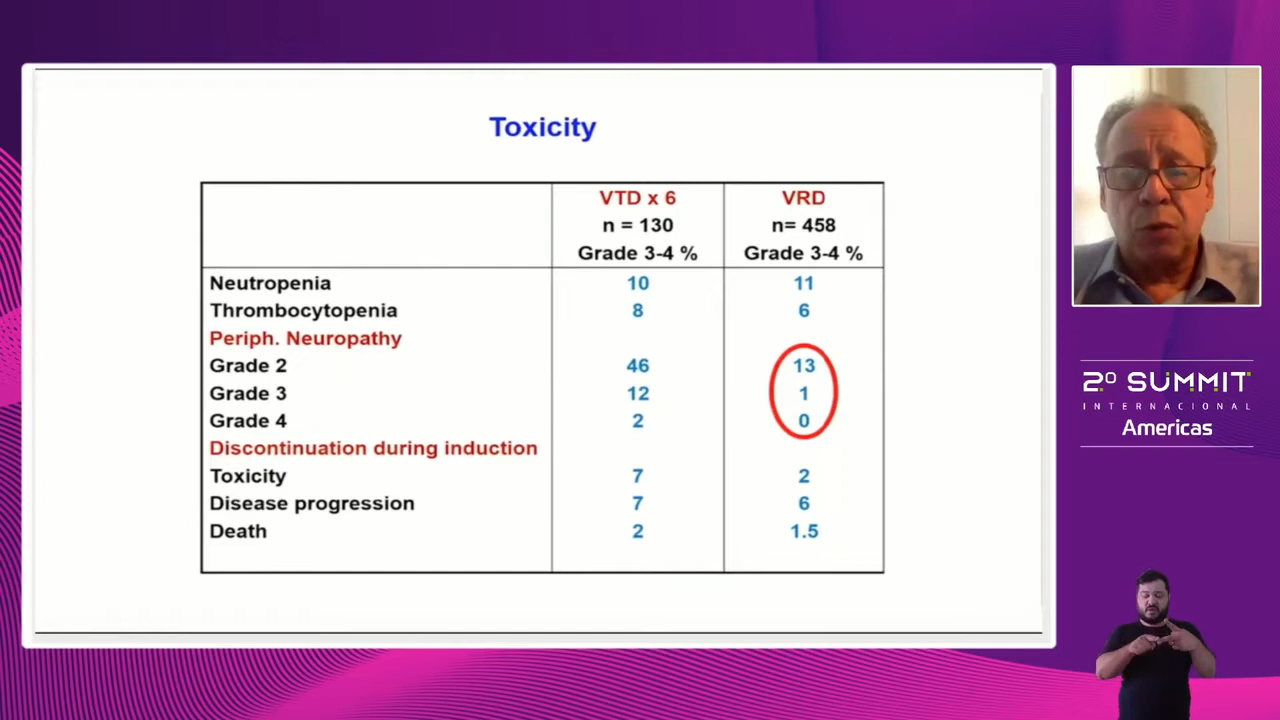 Toxicity
VTD x 6 VRD
n = 130 n= 458
Grade 3-4 % Grade 3-4 %
Neutropenia 10 11
Thrombocytopenia 8 6
Periph. Neuropathy
Grade 2 46 13
Grade 3 12 1
Grade 4 2 0
Discontinuation during induction
Toxicity 7 2
Disease progression 7 6
Death 2 1.5
2º SUMMIT
INTERNACIONAL
Americas